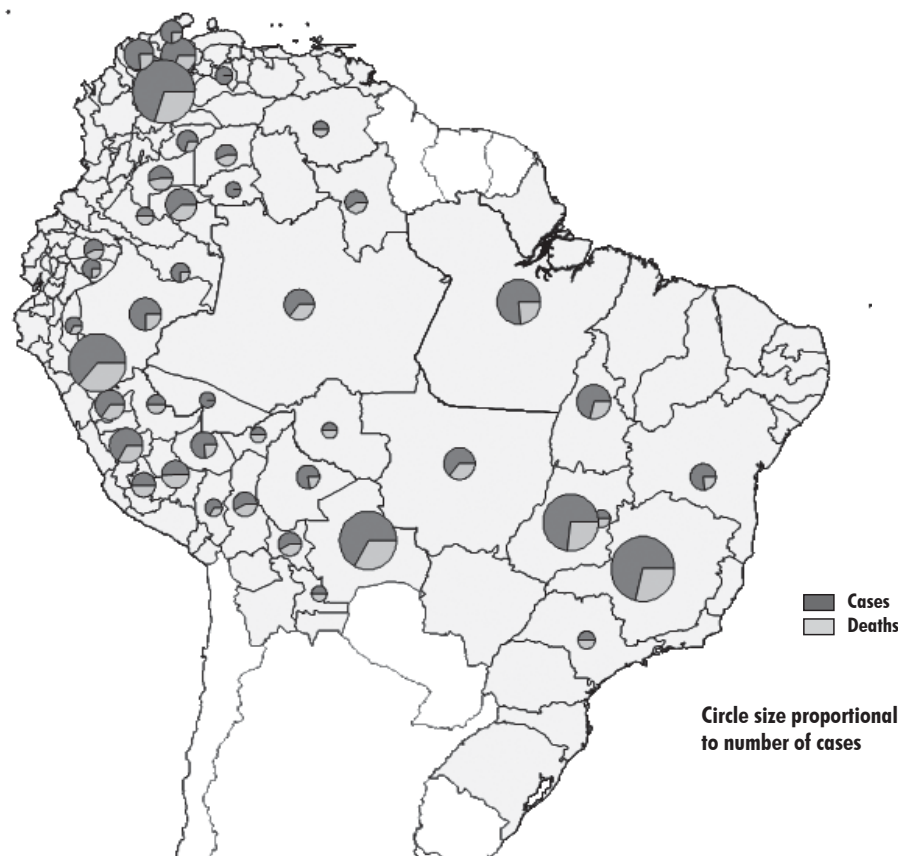 Cases
Deaths
Circle size proportional
to number of cases